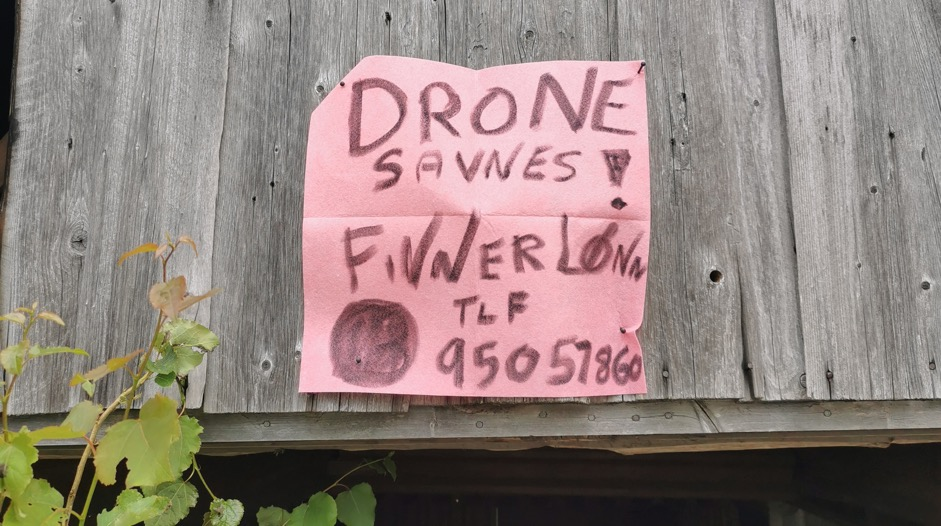 DRONE
SAVNES!
FINNERLØNN
TLF
95057860